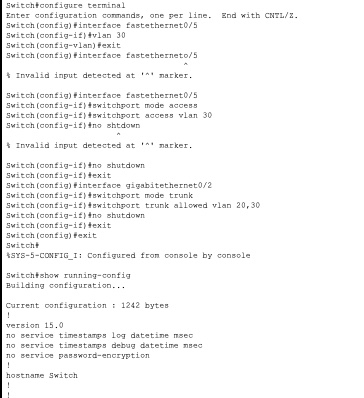 Switch#configure terminal
Enter configuration commands, one per line.  End with CNTL/Z.
Switch(config)#interface fastethernet0/5
Switch(config-if)#vlan 30
Switch(config-vlan)#exit
Switch(config)#interface fastetherneto/5
^
% Invalid input detected at '^' marker.

Switch(config)#interface fastethernet0/5
Switch(config-if)#switchport mode access
Switch(config-if)#switchport access vlan 30
Switch(config-if)#no shtdown
^
% Invalid input detected at '^' marker.

Switch(config-if)#no shutdown
Switch(config-if)#exit
Switch(config)#interface gigabitethernet0/2
Switch(config-if)#switchport mode trunk
Switch(config-if)#switchport trunk allowed vlan 20,30
Switch(config-if)#no shutdown
Switch(config-if)#exit
Switch(config)#exit
Switch#
%SYS-5-CONFIG_I: Configured from console by console

Switch#show running-config
Building configuration...

Current configuration : 1242 bytes
!
version 15.0
no service timestamps log datetime msec
no service timestamps debug datetime msec
no service password-encryption
!
hostname Switch
!
!